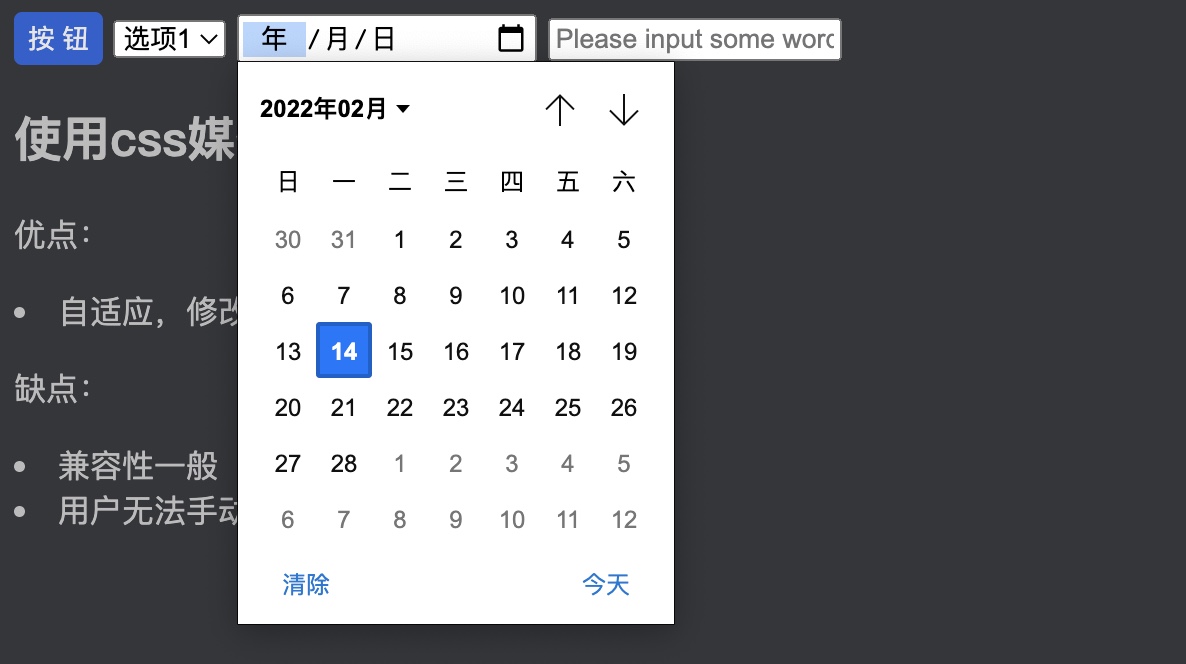 按 钮 选项1 年 / 月 / 日 Please input some word
2022年02月
使用css媒
日 一 二 三 四 五 六
优点：
30 31 1 2 3 4 5
6 7 8 9 10 11 12
自适应，修改
13 14 15 16 17 18 19
缺点：
20 21 22 23 24 25 26
兼容性一般
27 28 1 2 3 4 5
用户无法手动
6 7 8 9 10 11 12
清除 今天